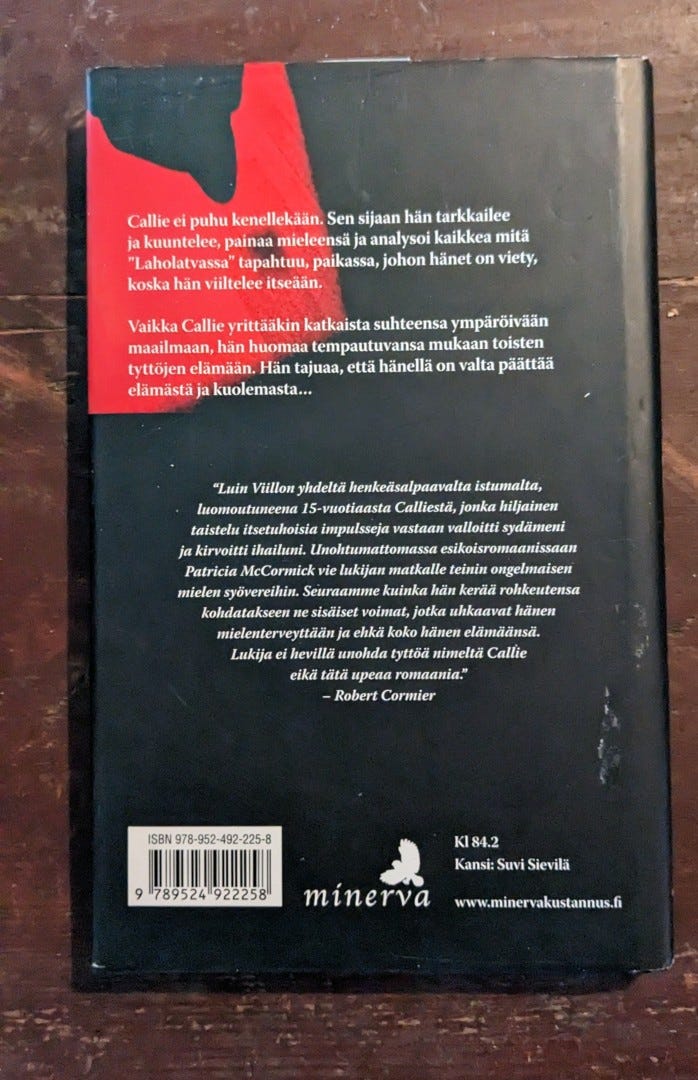 Callie ei puhu kenellekään. Sen sijaan hän tarkkailee
ja kuuntelee, painaa mieleensä ja analysoi kaikkea mitä
"Laholatvassa" tapahtuu, paikassa, johon hänet on viety,
koska hän viiltelee itseään.
Vaikka Callie yrittääkin katkaista suhteensa ympäröivään
maailmaan, hän huomaa tempautuvansa mukaan toisten
tyttöjen elämään. Hän tajuaa, että hänellä on valta päättää
elämästä ja kuolemasta...
“Luin Viillon yhdeltä henkeäsalpaavalta istumalta,
luomoutuneena 15-vuotiaasta Calliestä, jonka hiljainen
taistelu itsetuhoisia impulsseja vastaan valloitti sydämeni
ja kirvoitti ihailuni. Unohtumattomassa esikoisromaanissaan
Patricia McCormick vie lukijan matkalle teinin ongelmaisen
mielen syövereihin. Seuraamme kuinka hän kerää rohkeutensa
kohdatakseen ne sisäiset voimat, jotka uhkaavat hänen
mielenterveyttään ja ehkä koko hänen elämäänsä.
Lukija ei hevillä unohda tyttöä nimeltä Callie
eikä tätä upeaa romaania.”
– Robert Cormier
ISBN 978-952-492-225-8
9 789524 922258
minerva
Kl 84.2
Kansi: Suvi Sievilä
www.minervakustannus.fi